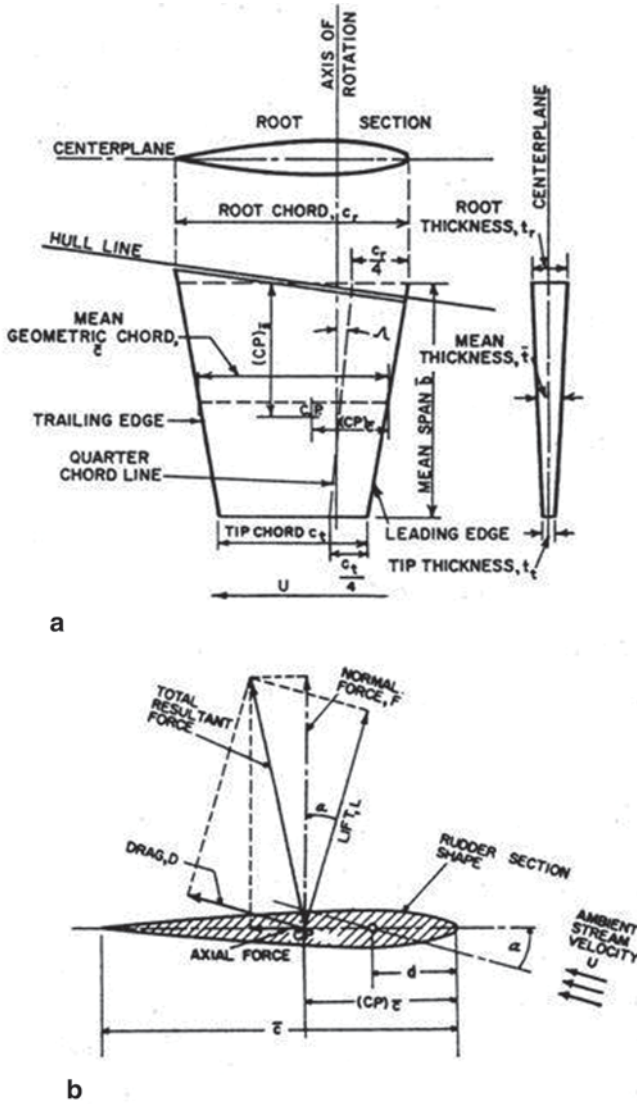 AXIS OF
ROTATION
ROOT SECTION
CENTERPLANE
CENTERPLANE
ROOT CHORD, cᵣ
ROOT
THICKNESS, tᵣ
HULL LINE
cᵣ
4
MEAN
GEOMETRIC CHORD,
c̄
(CP)s̄
Λ
MEAN
THICKNESS, t̄
MEAN SPAN b̄
CP
(CP)c̄
TRAILING EDGE
QUARTER
CHORD LINE
LEADING EDGE
TIP CHORD cₜ
cₜ
4
TIP THICKNESS, tₜ
U
a
TOTAL
RESULTANT
FORCE
NORMAL
FORCE, F
α
LIFT, L
DRAG, D
RUDDER SECTION
SHAPE
CP
AXIAL FORCE
α
AMBIENT
STREAM
VELOCITY
U
d
(CP)c̄
c̄
b